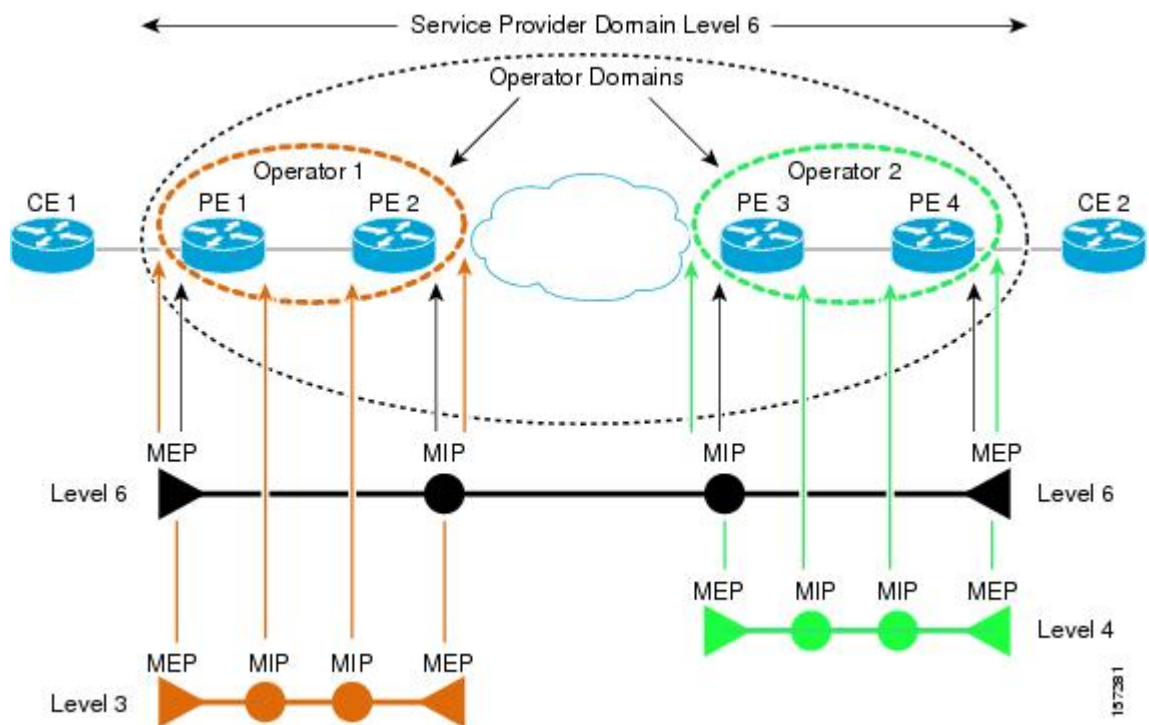 Service Provider Domain Level 6
Operator Domains
Operator 1
Operator 2
CE 1
PE 1
PE 2
PE 3
PE 4
CE 2
MEP
MIP
MIP
MEP
Level 6
Level 6
MEP
MIP
MIP
MEP
Level 4
MEP
MIP
MIP
MEP
Level 3
157281